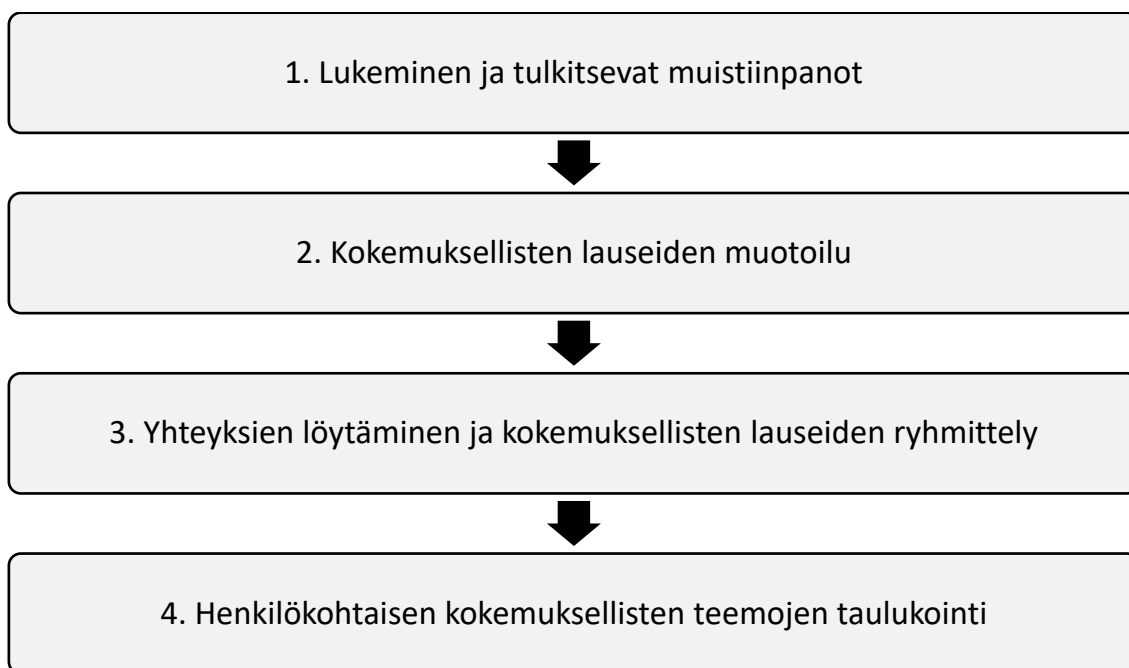 1. Lukeminen ja tulkitsevat muistiinpanot
2. Kokemuksellisten lauseiden muotoilu
3. Yhteyksien löytäminen ja kokemuksellisten lauseiden ryhmittely
4. Henkilökohtaisen kokemuksellisten teemojen taulukointi